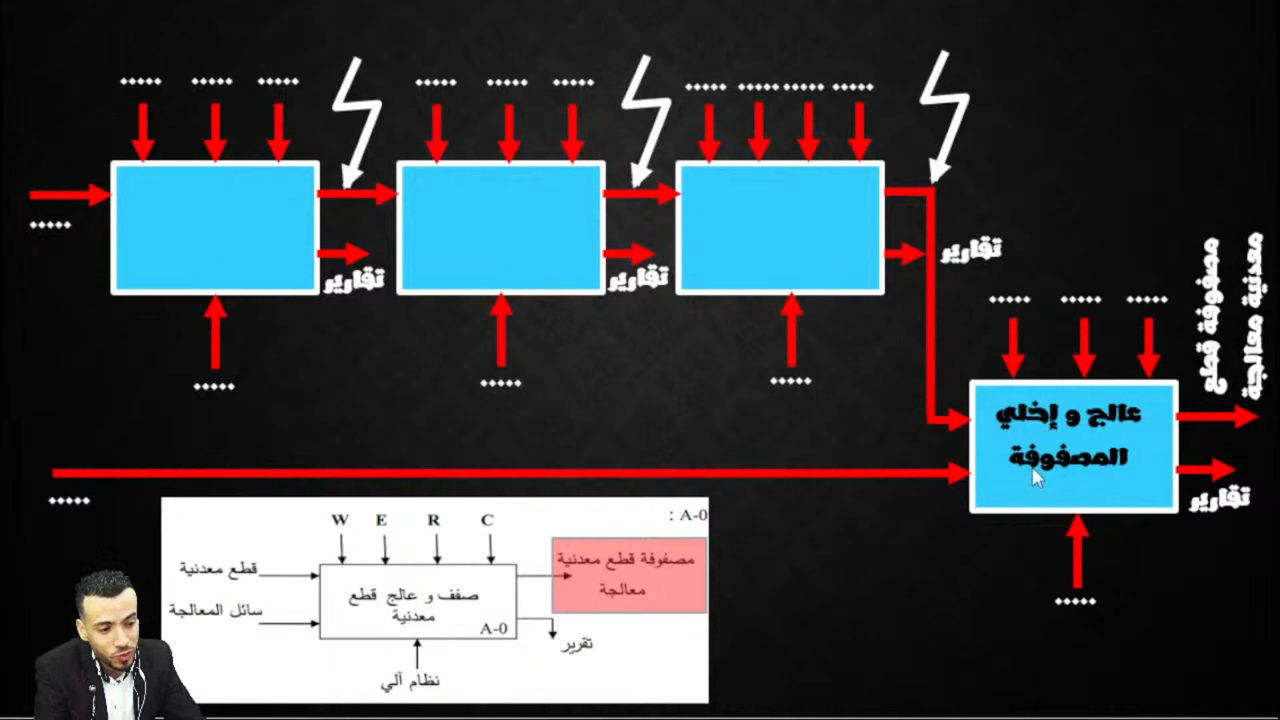 •••••
•••••
•••••
•••••
•••••
•••••
•••••
•••••
•••••
•••••
•••••
تقارير
تقارير
تقارير
•••••
•••••
•••••
•••••
•••••
•••••
مصفوفة قطع
معدنية معالجة
عالج و إخلي
المصفوفة
تقارير
•••••
•••••
A-0 :
W E R C
قطع معدنية
سائل المعالجة
صفف و عالج قطع
معدنية
A-0
مصفوفة قطع معدنية
معالجة
تقرير
نظام آلي